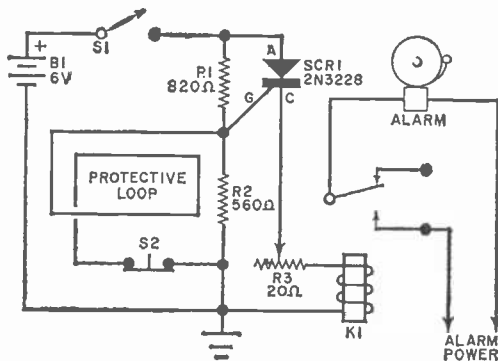 +
B1
6V
S1
R1
820Ω
A
SCR1
2N3228
G
C
ALARM
PROTECTIVE
LOOP
R2
560Ω
S2
R3
20Ω
K1
ALARM
POWER